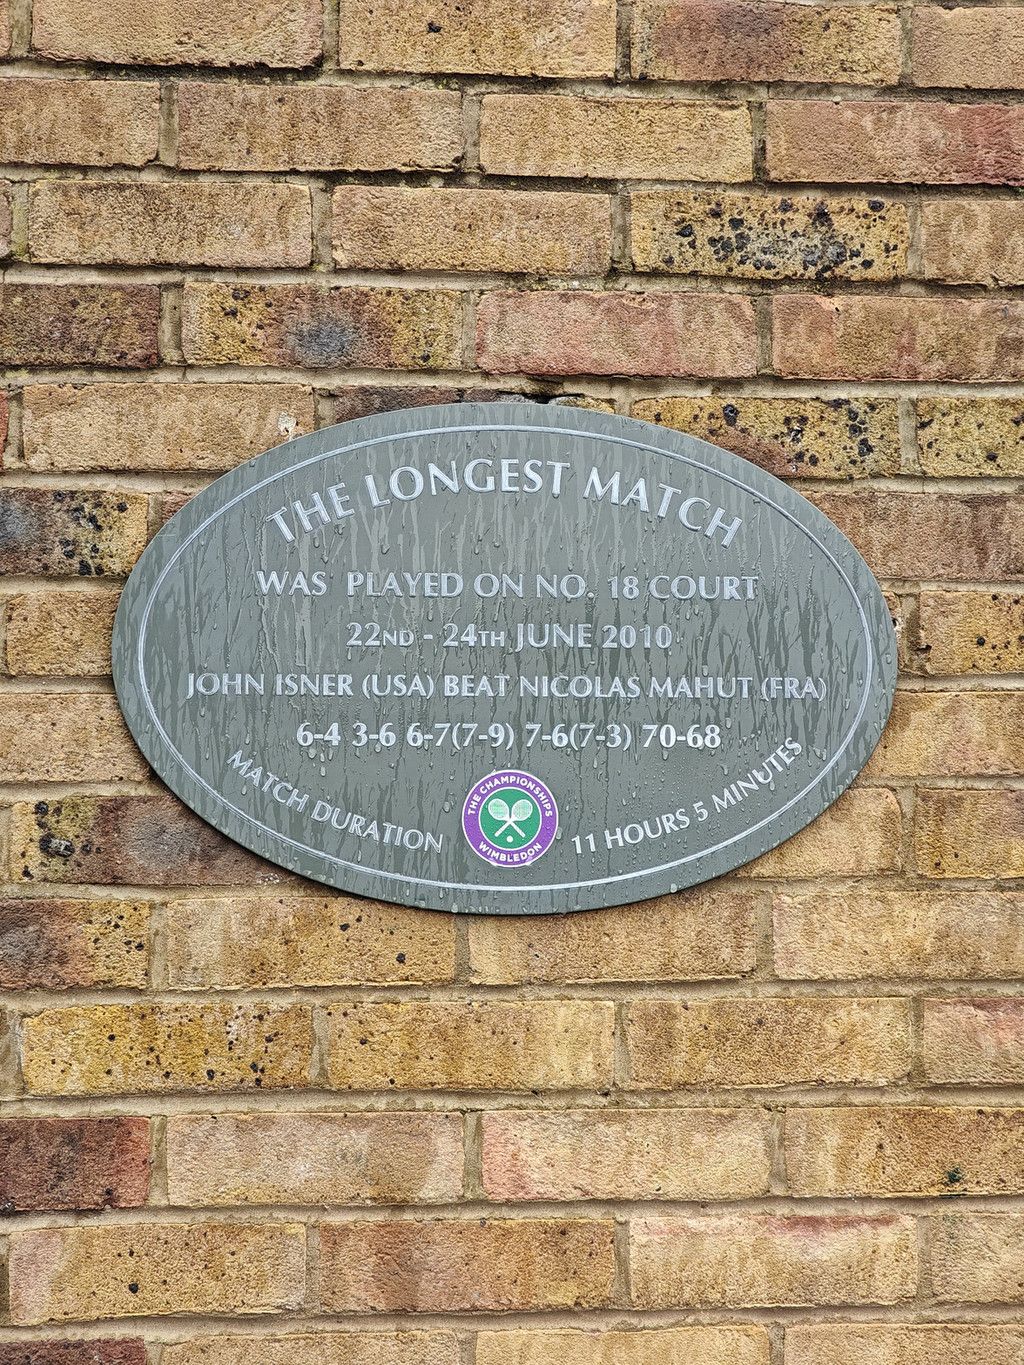 THE LONGEST MATCH
WAS PLAYED ON NO. 18 COURT
22ND - 24TH JUNE 2010
JOHN ISNER (USA) BEAT NICOLAS MAHUT (FRA)
6-4 3-6 6-7(7-9) 7-6(7-3) 70-68
MATCH DURATION
THE CHAMPIONSHIPS
WIMBLEDON
11 HOURS 5 MINUTES